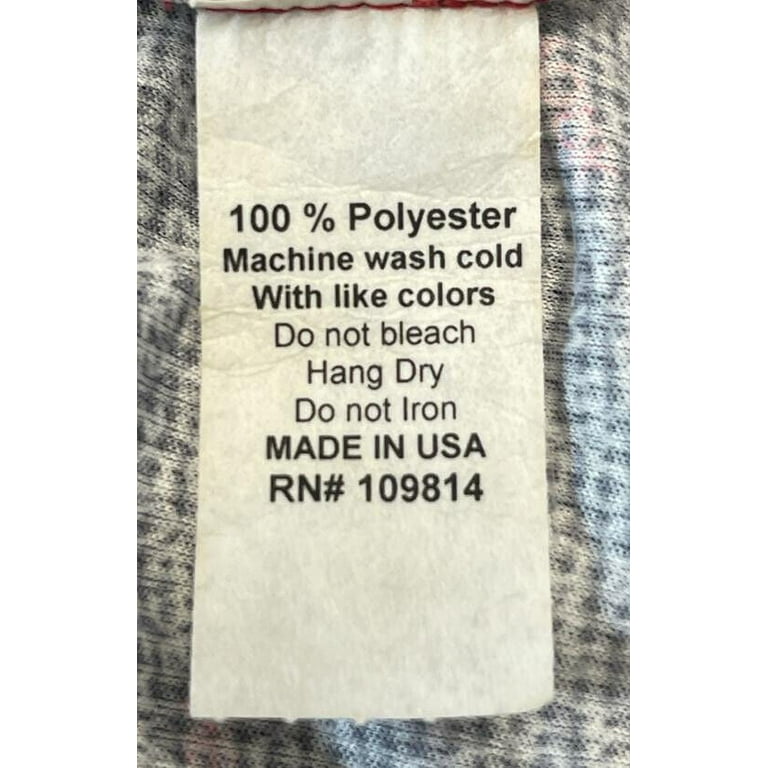 100 % Polyester
Machine wash cold
With like colors
Do not bleach
Hang Dry
Do not Iron
MADE IN USA
RN# 109814